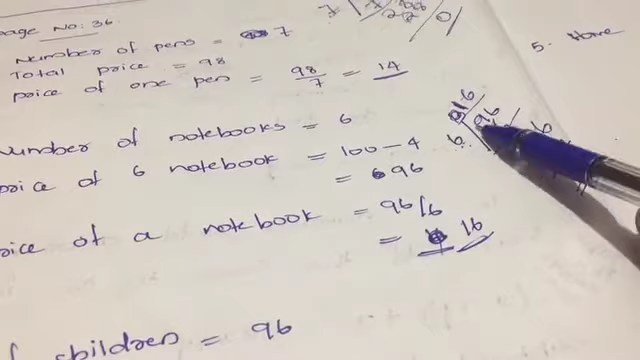 page No: 36
Number of pens = 7
Total price = 98
price of one pen = 98/7 = 14
Number of notebooks = 6
price of 6 notebook = 100-4
= 96
price of a notebook = 96/6
= 16
of children = 96
5.